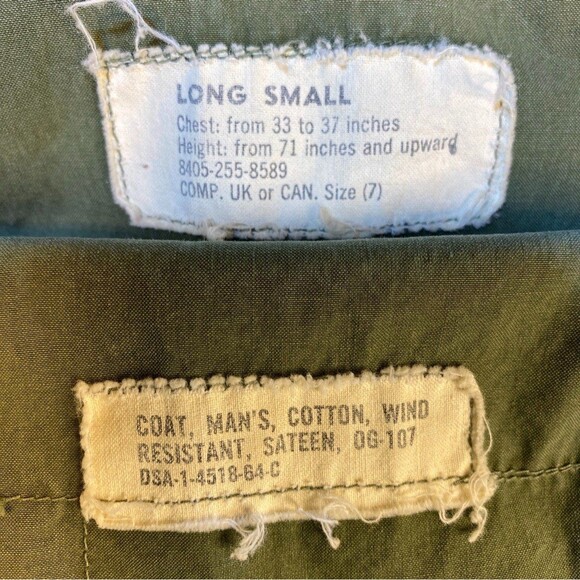 LONG SMALL
Chest: from 33 to 37 inches
Height: from 71 inches and upward
8405-255-8589
COMP. UK or CAN. Size (7)
COAT, MAN'S, COTTON, WIND
RESISTANT, SATEEN, OG-107
DSA-1-4518-64-C